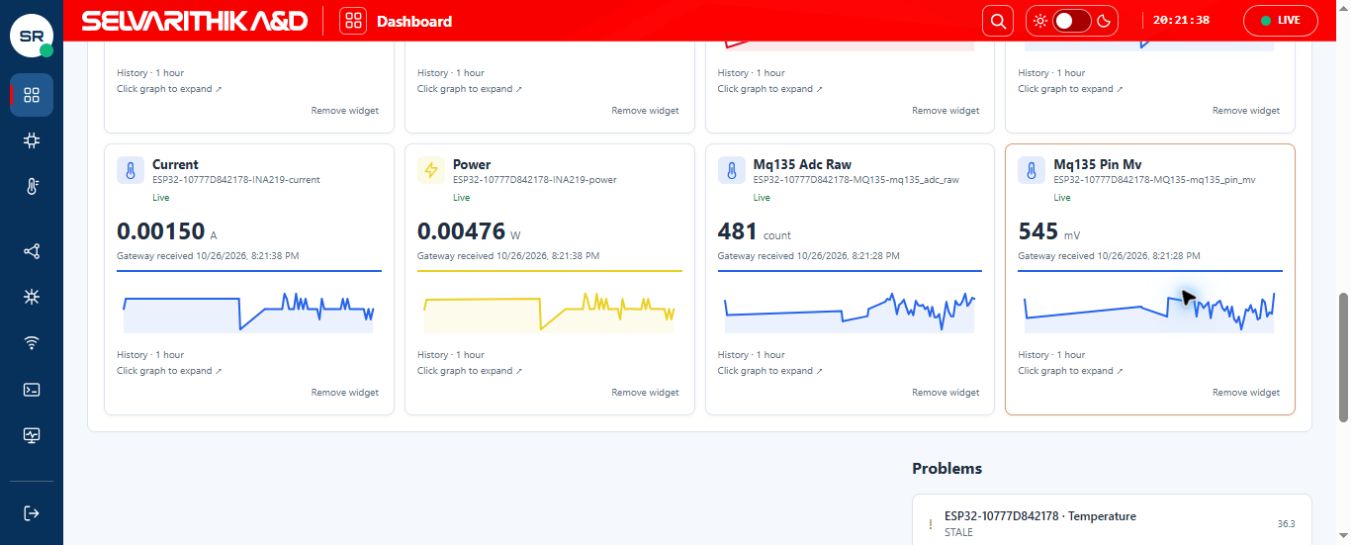 SR
SELVARITHIK A&D
Dashboard
20:21:38
LIVE
History · 1 hour
Click graph to expand ↗
Remove widget
History · 1 hour
Click graph to expand ↗
Remove widget
History · 1 hour
Click graph to expand ↗
Remove widget
History · 1 hour
Click graph to expand ↗
Remove widget
Current
ESP32-10777D842178-INA219-current
Live
0.00150 A
Gateway received 10/26/2026, 8:21:38 PM
History · 1 hour
Click graph to expand ↗
Remove widget
Power
ESP32-10777D842178-INA219-power
Live
0.00476 W
Gateway received 10/26/2026, 8:21:38 PM
History · 1 hour
Click graph to expand ↗
Remove widget
Mq135 Adc Raw
ESP32-10777D842178-MQ135-mq135_adc_raw
Live
481 count
Gateway received 10/26/2026, 8:21:28 PM
History · 1 hour
Click graph to expand ↗
Remove widget
Mq135 Pin Mv
ESP32-10777D842178-MQ135-mq135_pin_mv
Live
545 mV
Gateway received 10/26/2026, 8:21:28 PM
History · 1 hour
Click graph to expand ↗
Remove widget
Problems
! ESP32-10777D842178 · Temperature
STALE
36.3